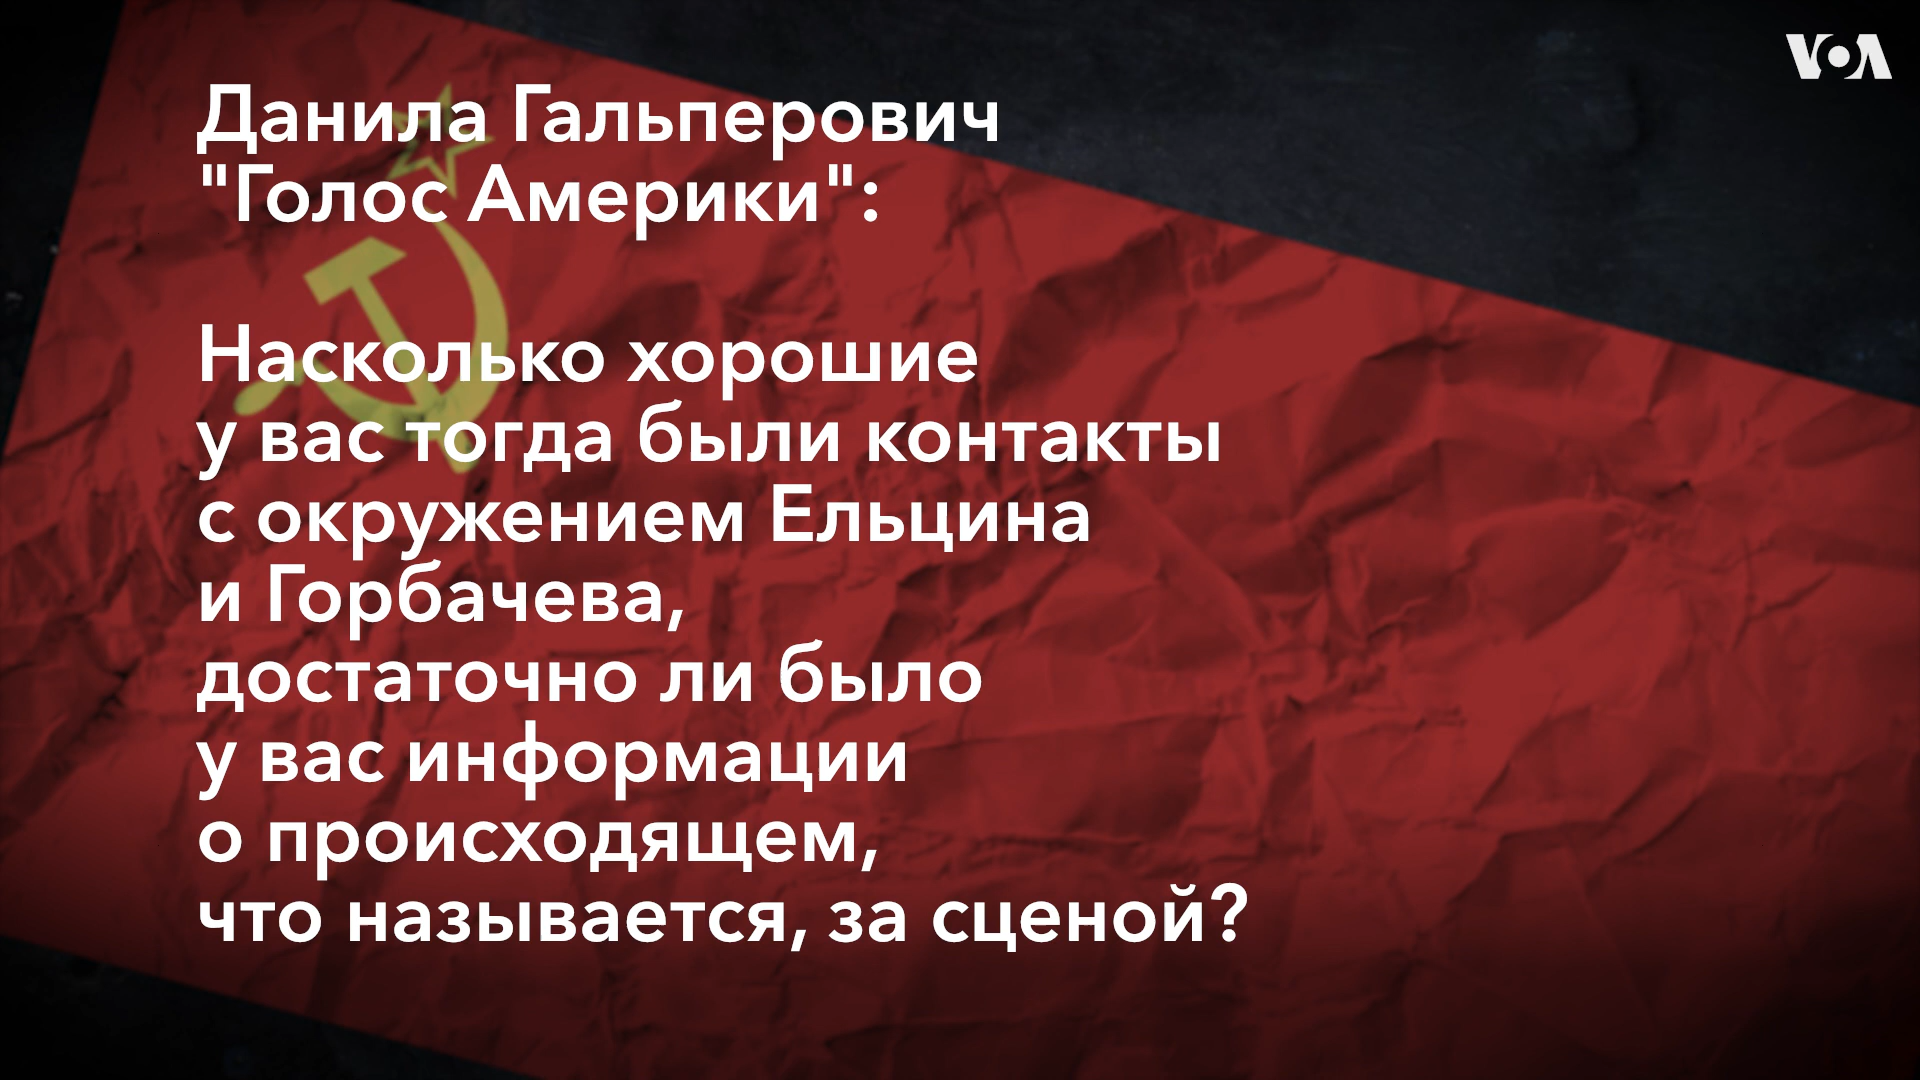 VOA
Данила Гальперович
"Голос Америки":
Насколько хорошие
у вас тогда были контакты
с окружением Ельцина
и Горбачева,
достаточно ли было
у вас информации
о происходящем,
что называется, за сценой?